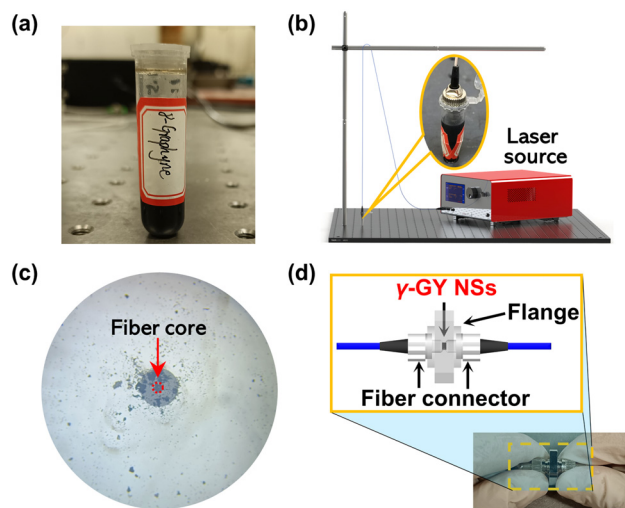 (a)
γ-Graphyne
(b)
Laser
source
(c)
Fiber core
(d)
γ-GY NSs
Flange
Fiber connector